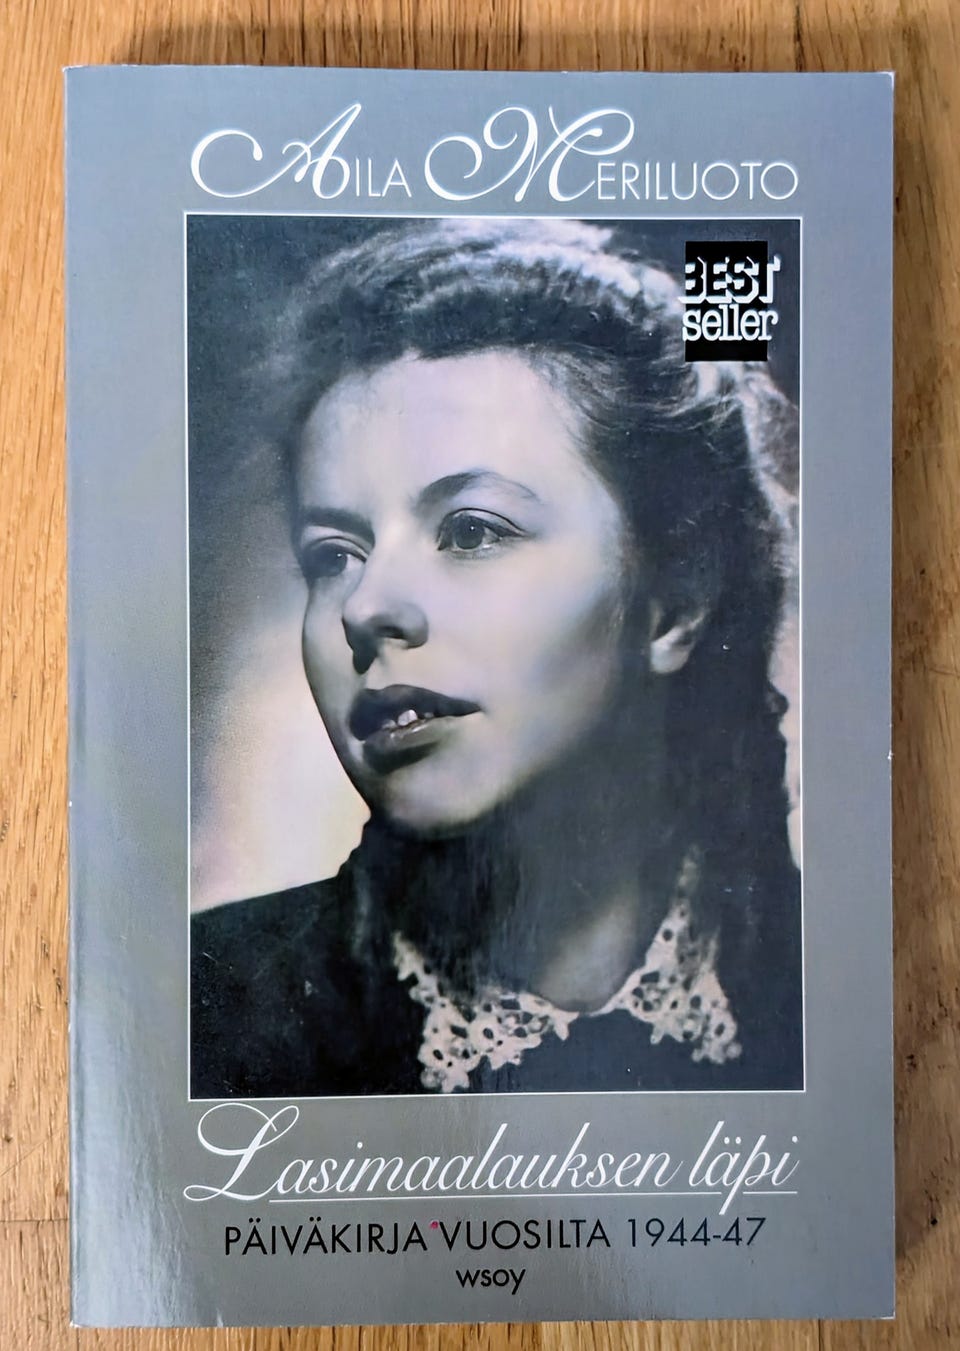 AILA MERILUOTO
BEST
seller
Lasimaalauksen läpi
PÄIVÄKIRJA VUOSILTA 1944-47
wsoy